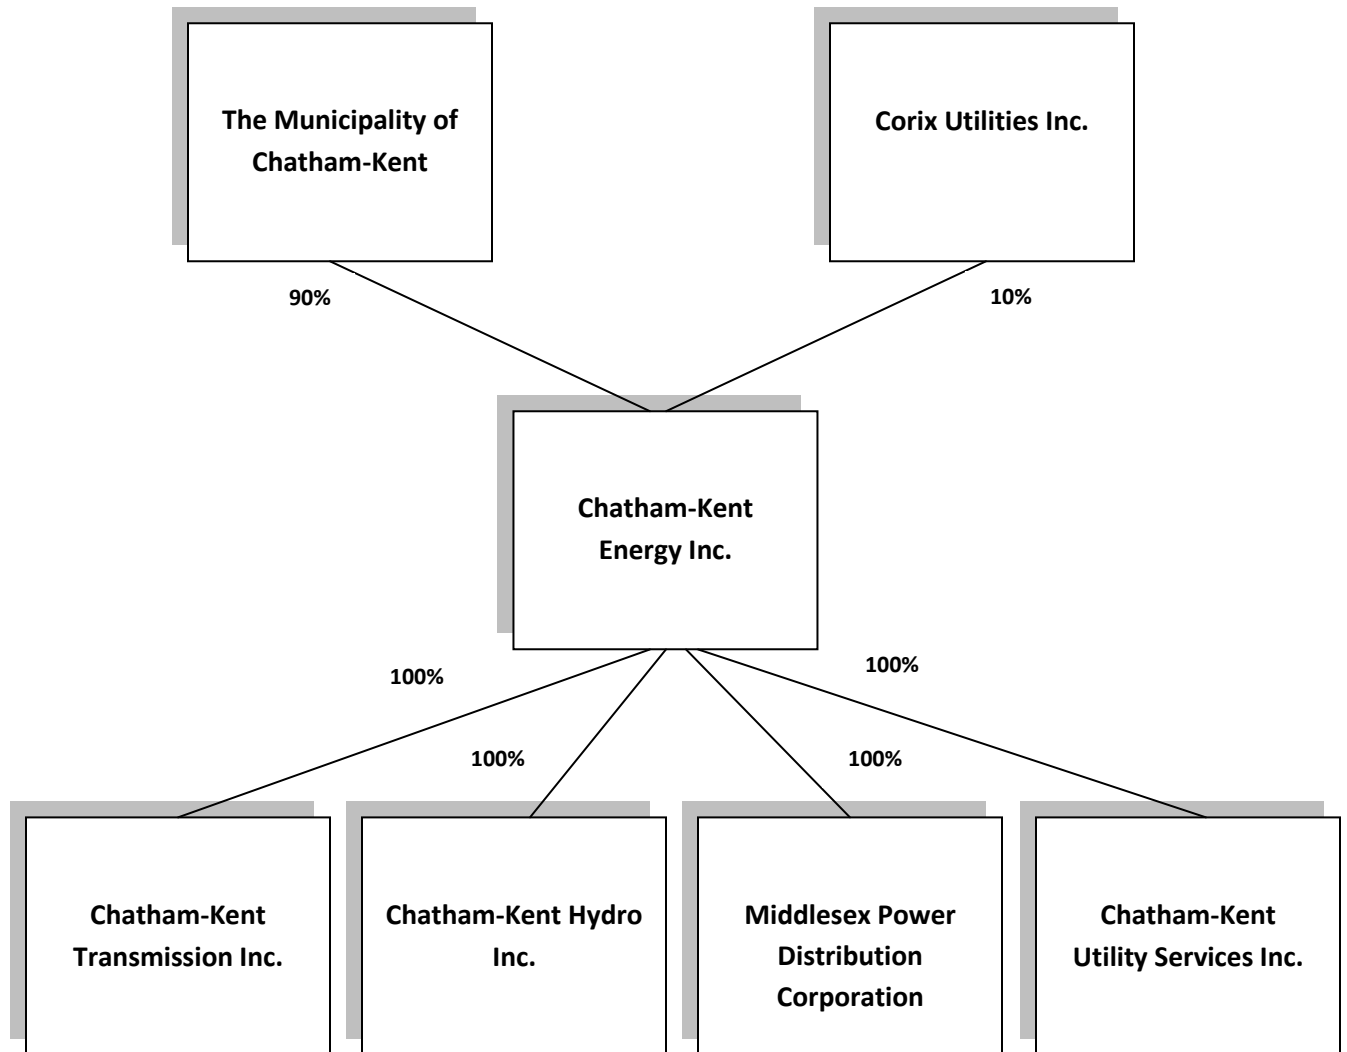 The Municipality of
Chatham-Kent
Corix Utilities Inc.
90%
10%
Chatham-Kent
Energy Inc.
100%
100%
100%
100%
Chatham-Kent
Transmission Inc.
Chatham-Kent Hydro
Inc.
Middlesex Power
Distribution
Corporation
Chatham-Kent
Utility Services Inc.